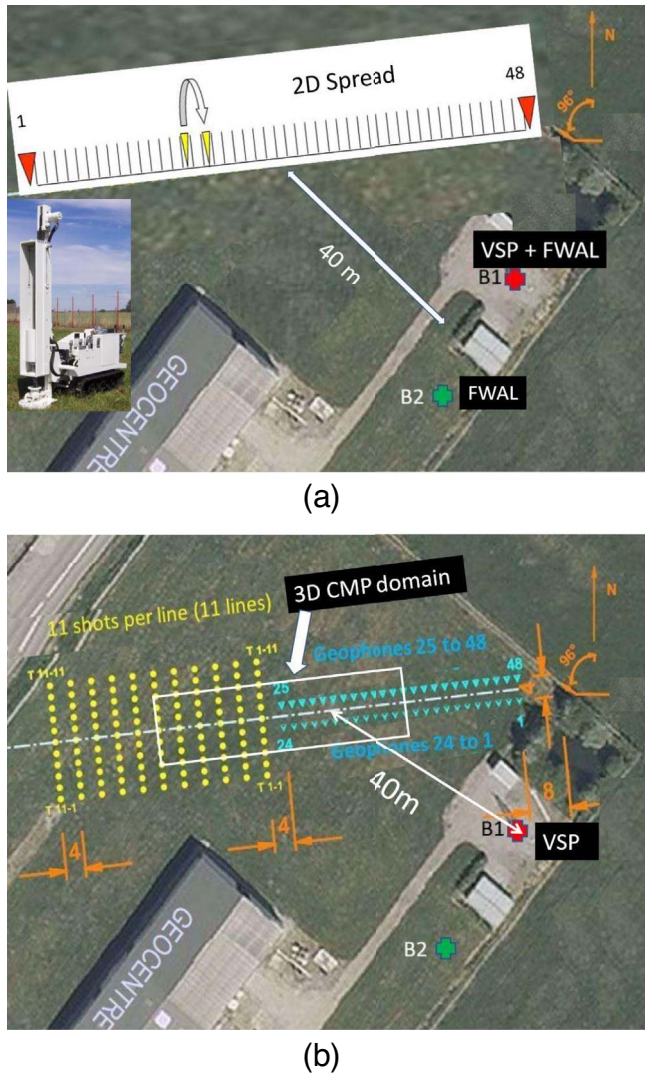 N
2D Spread
48
1
96°
40 m
VSP + FWAL
B1
B2
FWAL
GEOCENTRE
(a)
N
3D CMP domain
11 shots per line (11 lines)
T 11-11
T 1-11
Geophones 25 to 48
96°
25
48
4
24
Geophones 24 to 1
1
T 11-1
T 1-1
40m
8
4
4
B1
VSP
B2
GEOCENTRE
(b)